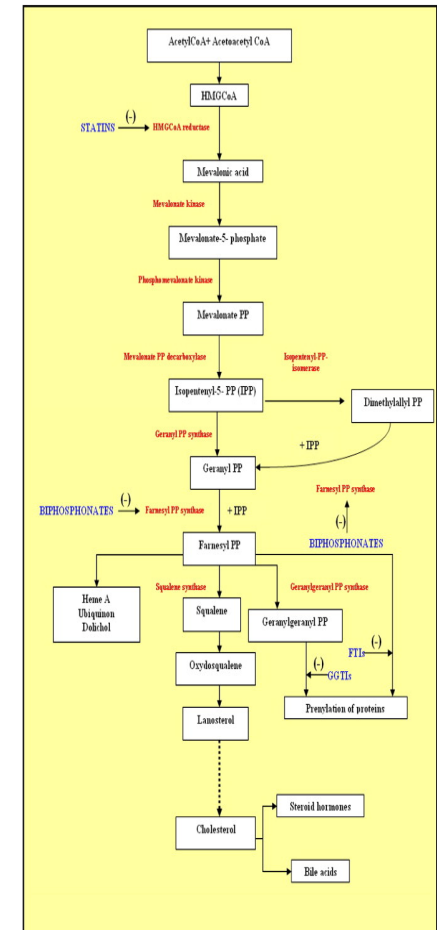 AcetylCoA+ Acetoacetyl CoA
HMGCoA
(-)
STATINS
HMGCoA reductase
Mevalonic acid
Mevalonate kinase
Mevalonate-5- phosphate
Phosphomevalonate kinase
Mevalonate PP
Mevalonate PP decarboxylase
Isopentenyl-PP-
isomerase
Isopentenyl-5- PP (IPP)
Dimethylallyl PP
Geranyl PP synthase
+ IPP
Geranyl PP
Farnesyl PP synthase
(-)
BIPHOSPHONATES
Farnesyl PP synthase
+ IPP
(-)
BIPHOSPHONATES
Farnesyl PP
Squalene synthase
Geranylgeranyl PP synthase
Heme A
Ubiquinon
Dolichol
Squalene
Geranylgeranyl PP
(-)
FTIs
Oxydosqualene
(-)
GGTIs
Lanosterol
Prenylation of proteins
Steroid hormones
Cholesterol
Bile acids